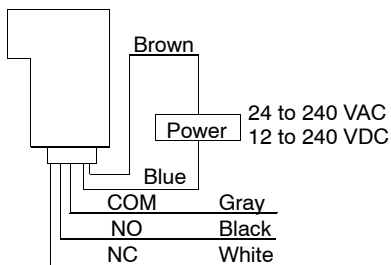 Brown
24 to 240 VAC
Power 12 to 240 VDC
Blue
COM Gray
NO Black
NC White